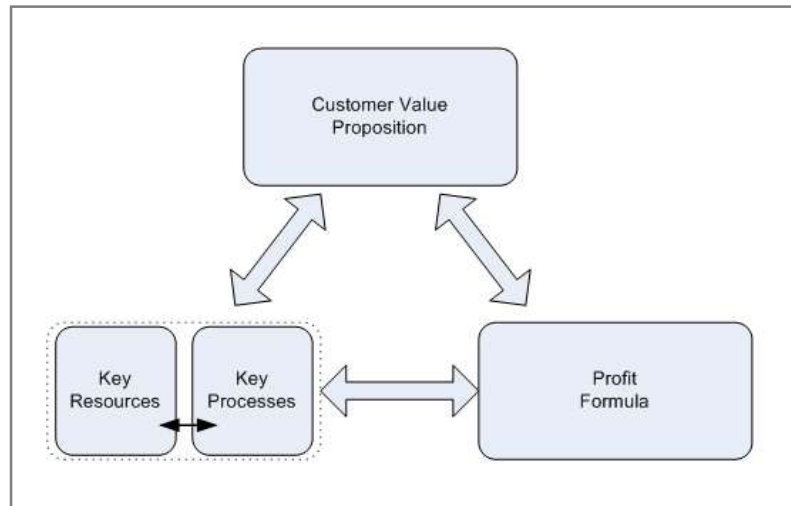 Customer Value
Proposition
Key
Resources
Key
Processes
Profit
Formula